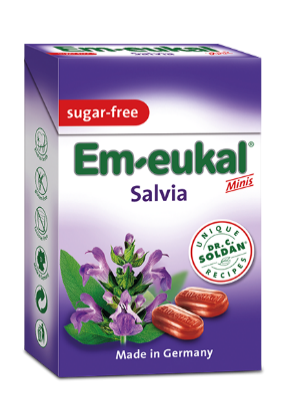 sugar-free
Em-eukal®
Minis
Salvia
UNIQUE
DR. C.
SOLDAN®
RECIPES
Made in Germany